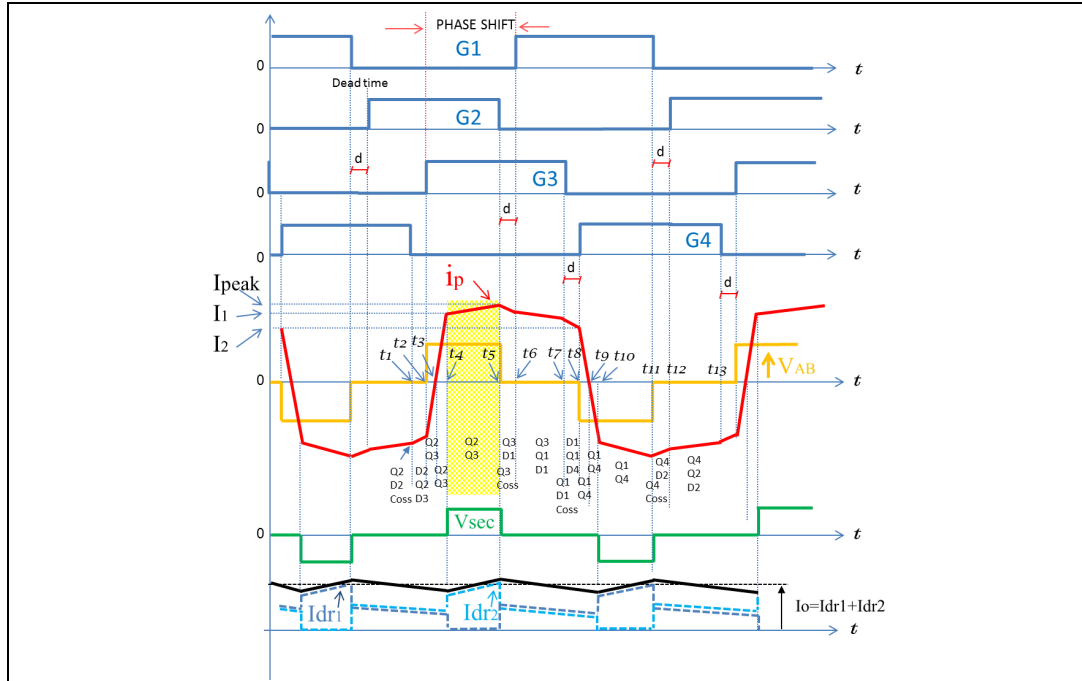 PHASE SHIFT
G1
0
t
Dead time
G2
0
t
d
d
G3
0
t
d
G4
0
t
d
d
Ipeak
ip
I1
I2
t1
t2
t3
t4
t5
t6
t7
t8
t9
t10
t11
t12
t13
VAB
0
t
Q2
D2
Coss
D2
Q2
D3
Q2
Q3
Q2
Q3
Q2
Q3
Q3
D1
Q3
Coss
Q3
Q1
D1
Q1
D1
Coss
D1
Q1
D4
Q1
Q4
Q1
Q4
Q1
Q4
Q4
D2
Q4
Coss
Q4
Q2
D2
Vsec
0
t
Idr1
Idr2
Io=Idr1+Idr2
t